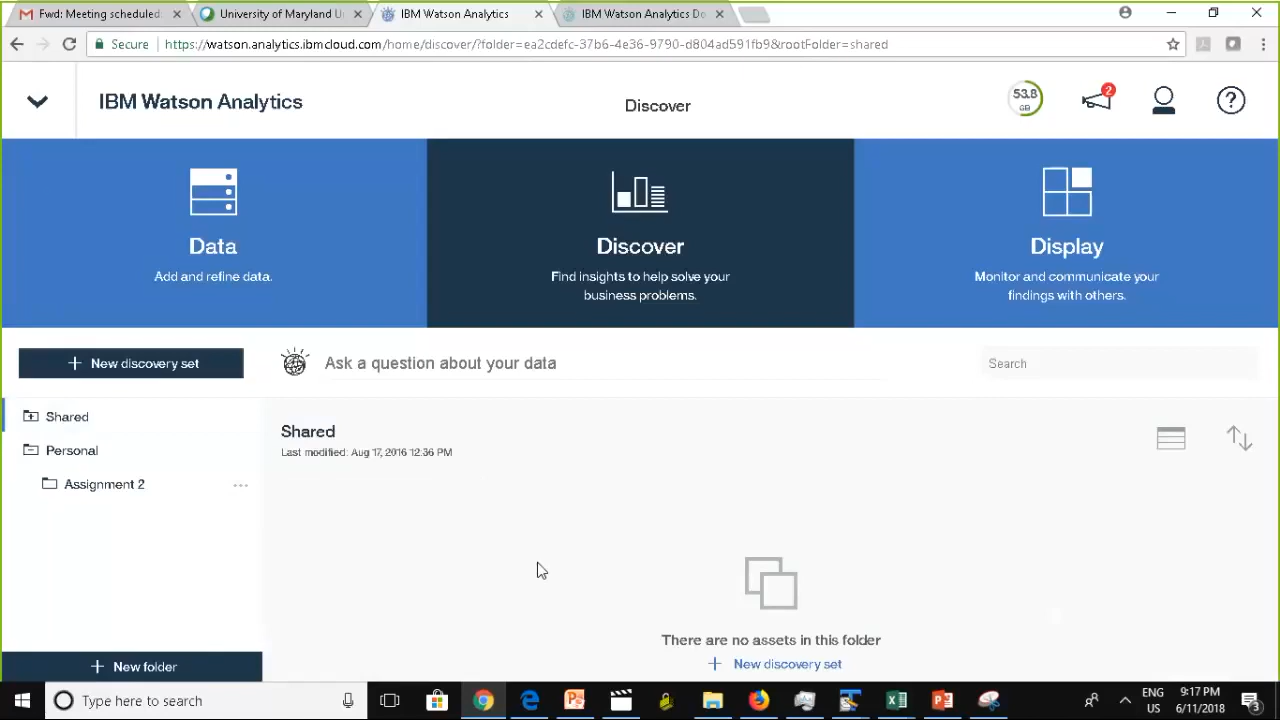 Fwd: Meeting scheduled.
University of Maryland Un
IBM Watson Analytics
IBM Watson Analytics Do
Secure
https://watson.analytics.ibmcloud.com/home/discover/?folder=ea2cdefc-37b6-4e36-9790-d804ad591fb9&rootFolder=shared
IBM Watson Analytics
Discover
53.8
GB
2
Data
Add and refine data.
Discover
Find insights to help solve your
business problems.
Display
Monitor and communicate your
findings with others.
+ New discovery set
Ask a question about your data
Search
Shared
Personal
Assignment 2
...
Shared
Last modified: Aug 17, 2016 12:36 PM
There are no assets in this folder
+ New discovery set
+ New folder
Type here to search
ENG
US
9:17 PM
6/11/2018
3